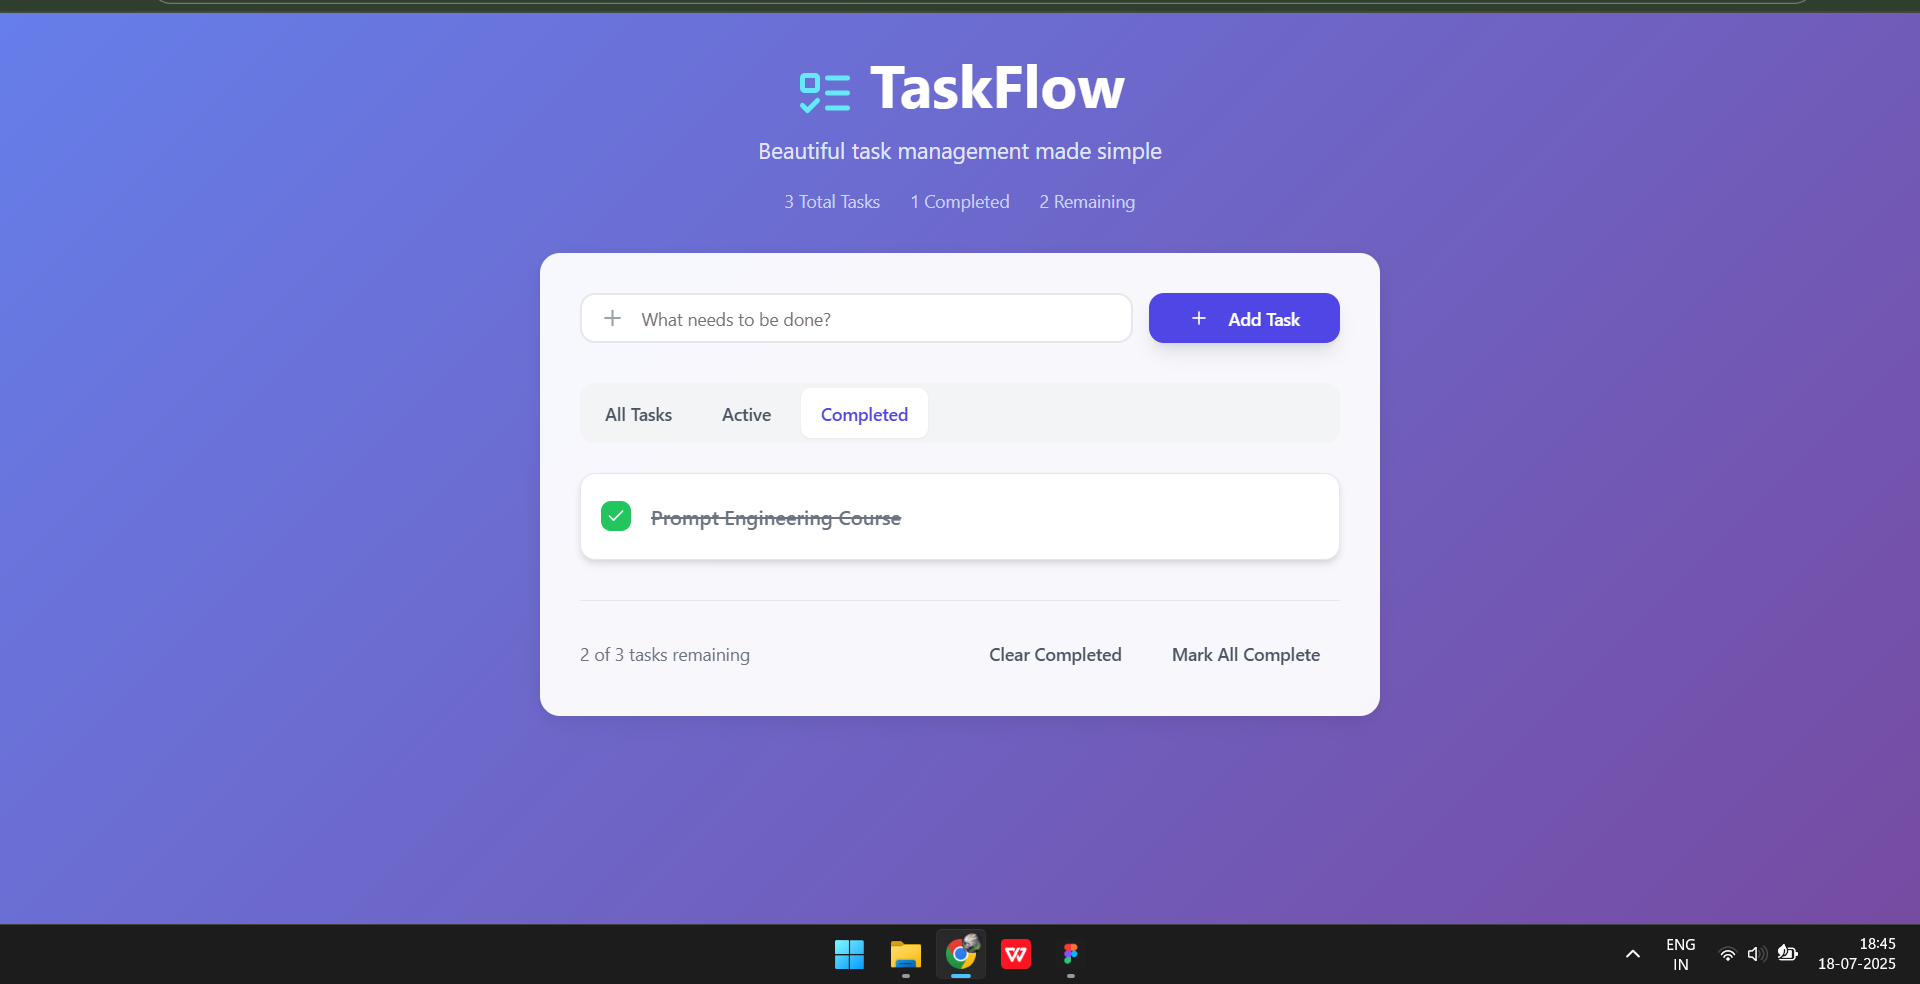 TaskFlow
Beautiful task management made simple
3 Total Tasks 1 Completed 2 Remaining
What needs to be done? Add Task
All Tasks Active Completed
Prompt Engineering Course
2 of 3 tasks remaining Clear Completed Mark All Complete
ENG 18:45
IN 18-07-2025